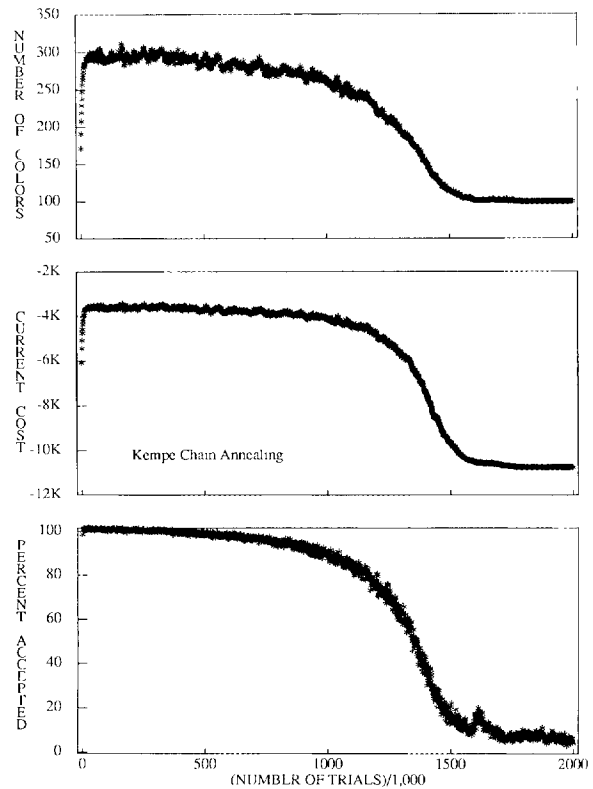 NUMBER OF COLORS
350
300
250
200
150
100
50
CURRENT COST
-2K
-4K
-6K
-8K
-10K
-12K
Kempe Chain Annealing
PERCENT ACCEPTED
100
80
60
40
20
0
0 500 1000 1500 2000
(NUMBLR OF TRIALS)/1,000